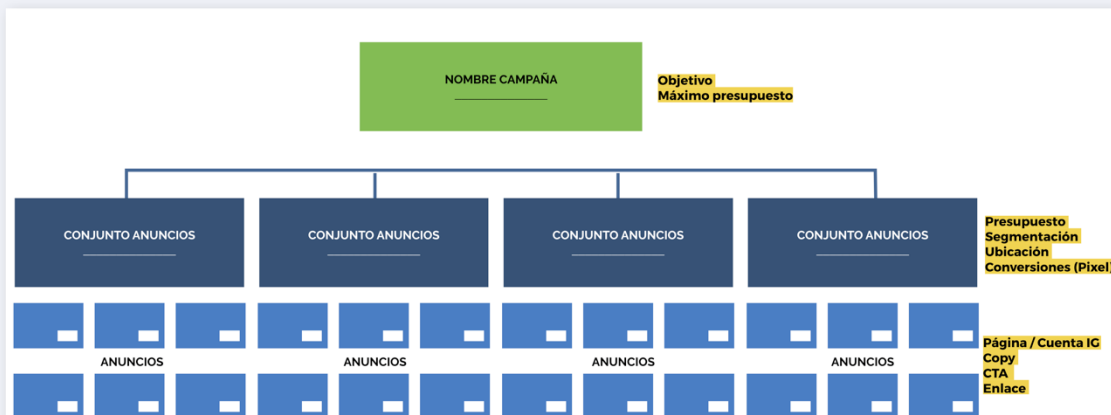 NOMBRE CAMPAÑA
Objetivo
Máximo presupuesto
CONJUNTO ANUNCIOS
CONJUNTO ANUNCIOS
CONJUNTO ANUNCIOS
CONJUNTO ANUNCIOS
Presupuesto
Segmentación
Ubicación
Conversiones (Pixel)
ANUNCIOS
ANUNCIOS
ANUNCIOS
ANUNCIOS
Página / Cuenta IG
Copy
CTA
Enlace